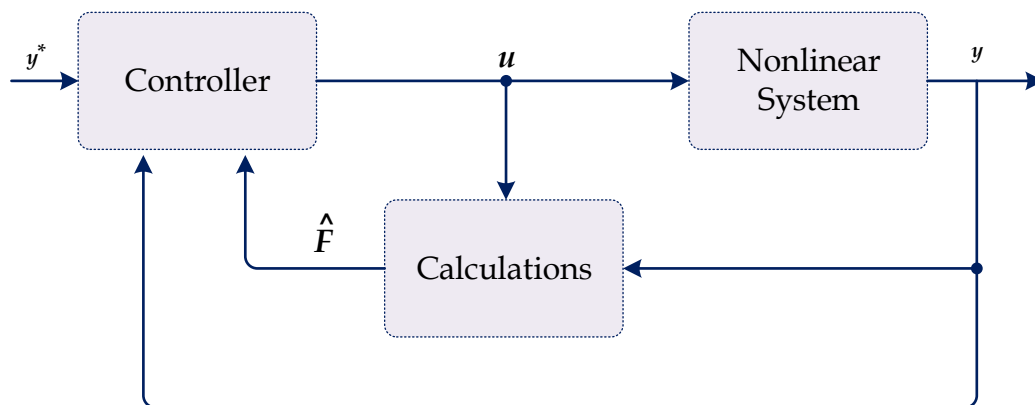 y*
Controller
u
Nonlinear
System
y
F̂
Calculations